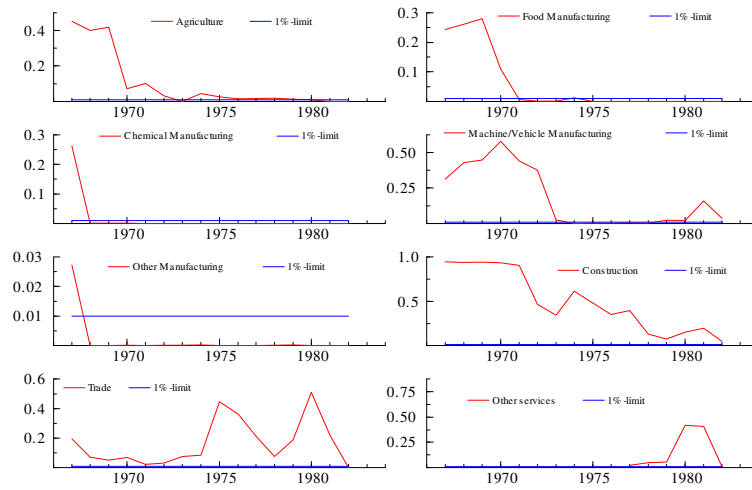 Agriculture 1%-limit
0.4
0.2
1970 1975 1980
Food Manufacturing 1%-limit
0.3
0.2
0.1
1970 1975 1980
Chemical Manufacturing 1%-limit
0.3
0.2
0.1
1970 1975 1980
Machine/Vehicle Manufacturing 1%-limit
0.50
0.25
1970 1975 1980
Other Manufacturing 1%-limit
0.03
0.02
0.01
1970 1975 1980
Construction 1%-limit
1.0
0.5
1970 1975 1980
Trade 1%-limit
0.6
0.4
0.2
1970 1975 1980
Other services 1%-limit
0.75
0.50
0.25
1970 1975 1980